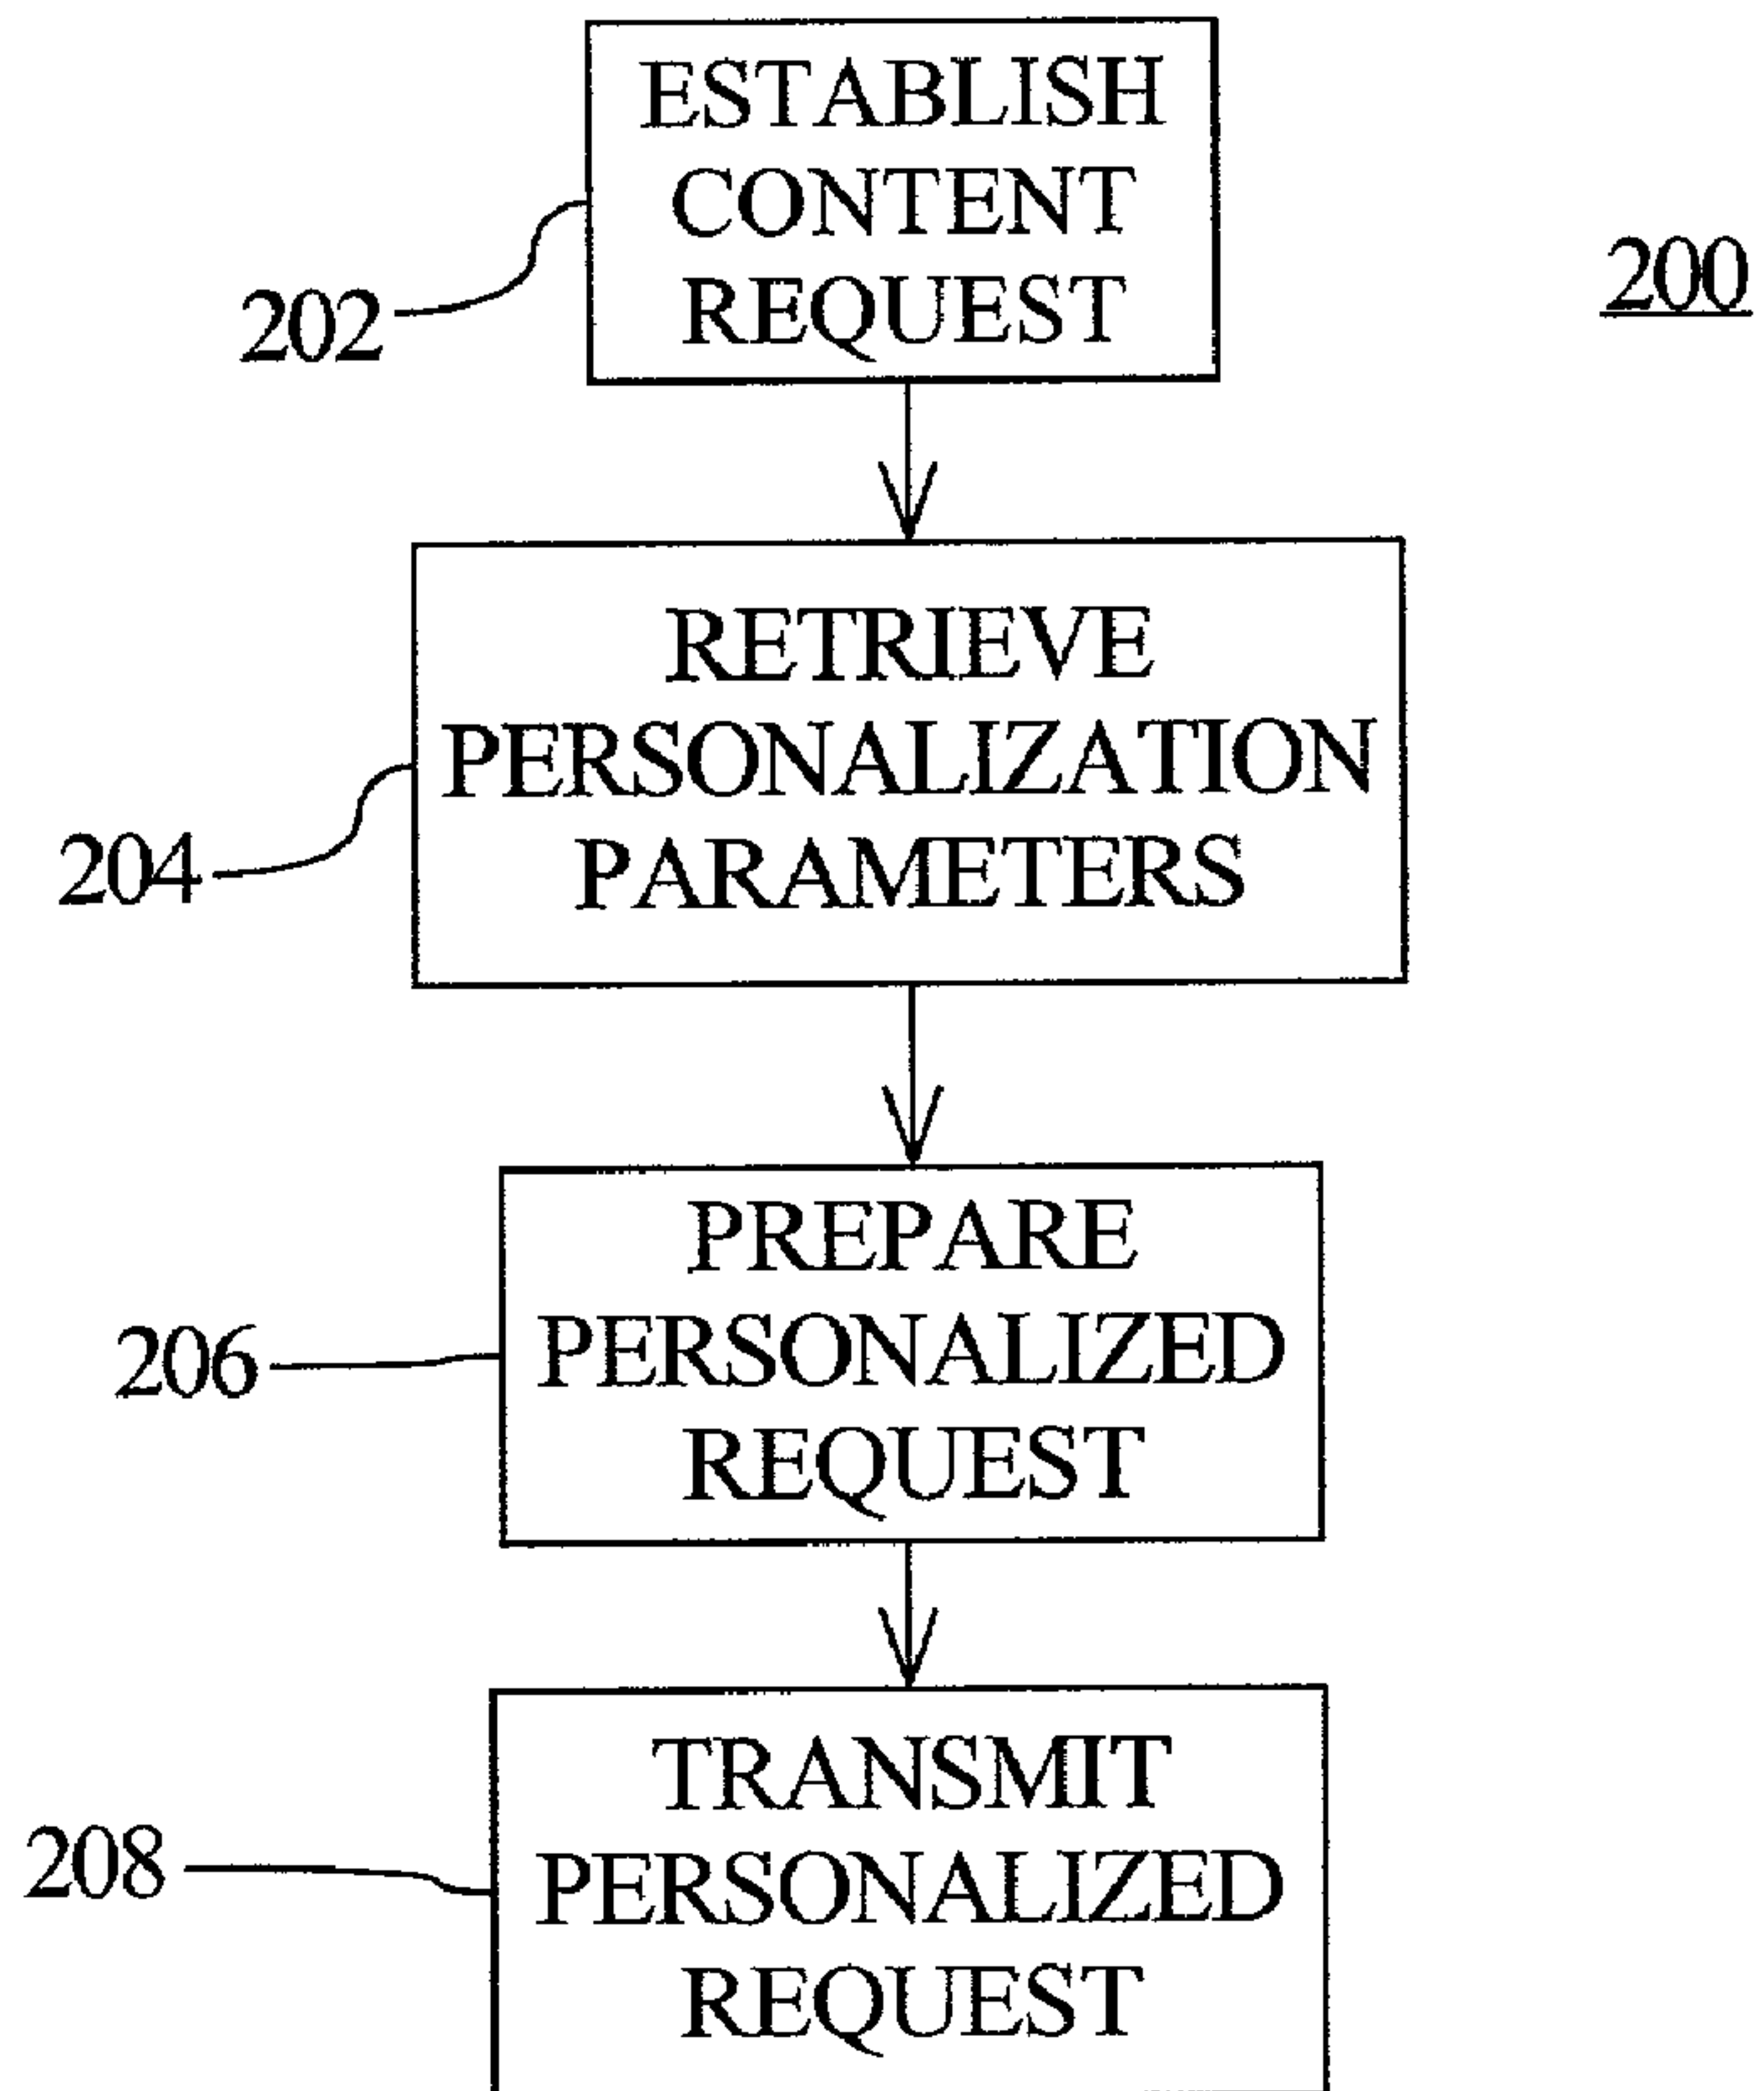 ESTABLISH
CONTENT
REQUEST
200
202
RETRIEVE
PERSONALIZATION
PARAMETERS
204
PREPARE
PERSONALIZED
REQUEST
206
TRANSMIT
PERSONALIZED
REQUEST
208